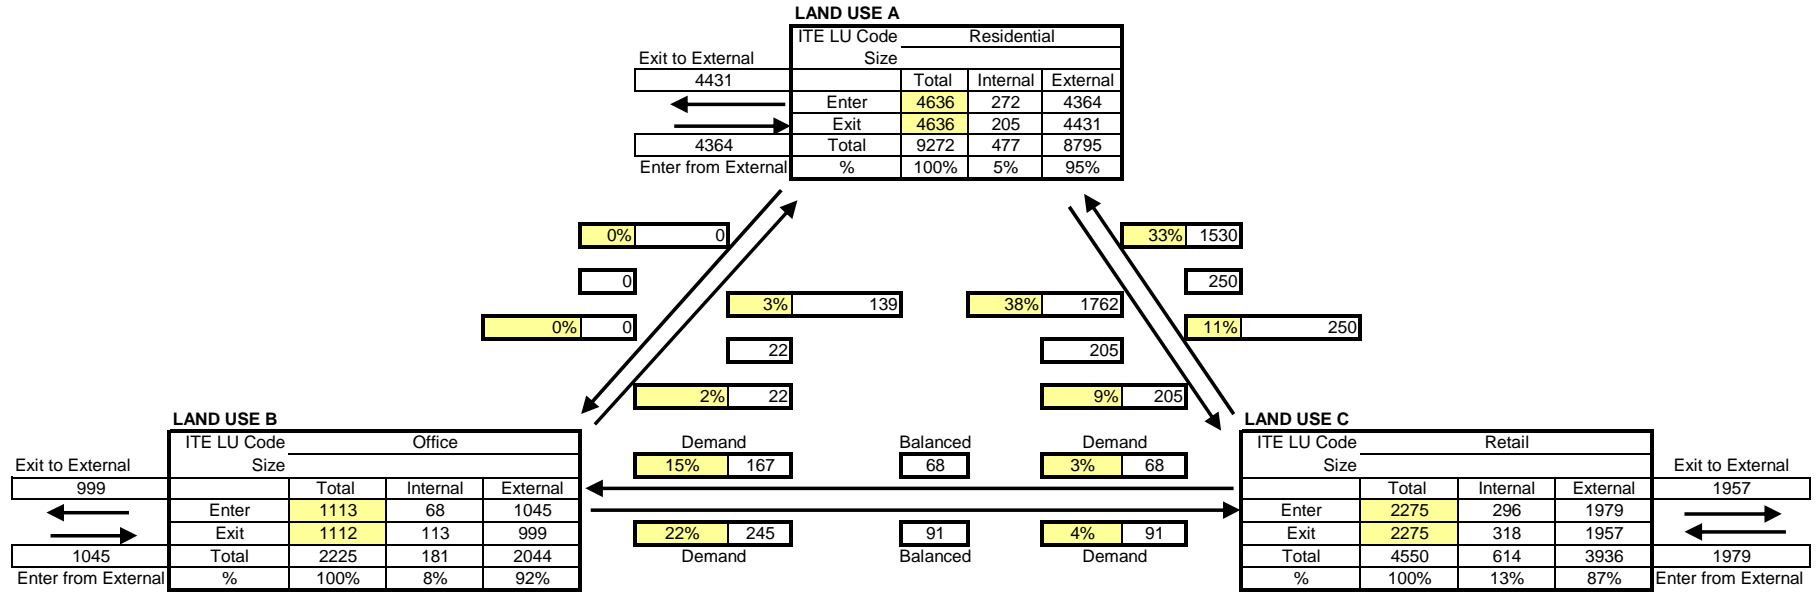 LAND USE A
ITE LU Code Residential
Exit to External Size
4431 Total Internal External
Enter 4636 272 4364
Exit 4636 205 4431
4364 Total 9272 477 8795
Enter from External % 100% 5% 95%
0% 0 33% 1530
0 250
3% 139 38% 1762
0% 0 11% 250
22 205
2% 22 9% 205
LAND USE B LAND USE C
ITE LU Code Office Demand Balanced Demand ITE LU Code Retail
Exit to External Size 15% 167 68 3% 68 Size Exit to External
999 Total Internal External Total Internal External 1957
Enter 1113 68 1045 Enter 2275 296 1979
Exit 1112 113 999 22% 245 91 4% 91 Exit 2275 318 1957
1045 Total 2225 181 2044 Demand Balanced Demand Total 4550 614 3936 1979
Enter from External % 100% 8% 92% % 100% 13% 87% Enter from External